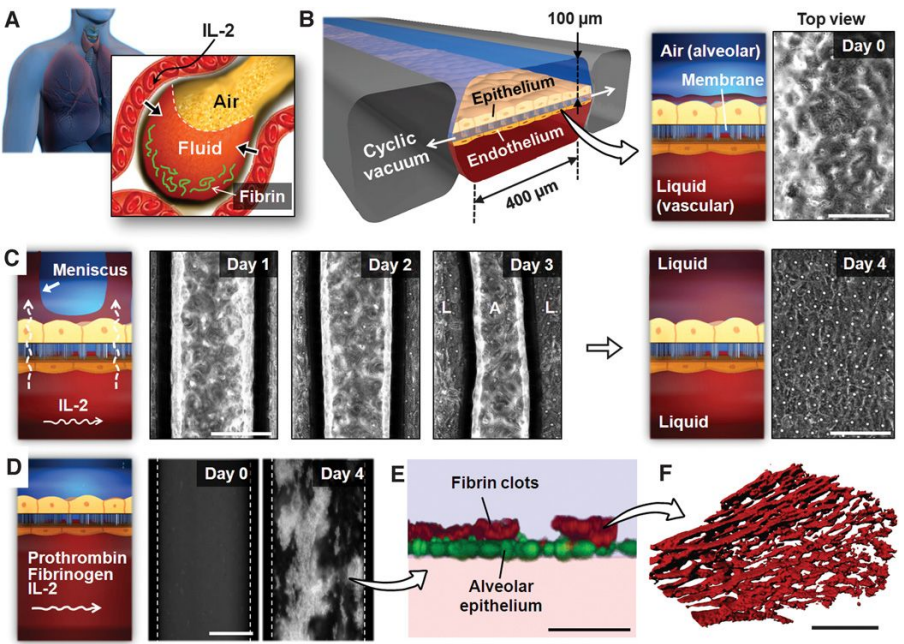 A
IL-2
Air
Fluid
Fibrin
B
100 µm
Epithelium
Endothelium
Cyclic
vacuum
400 µm
Top view
Air (alveolar)
Membrane
Liquid
(vascular)
Day 0
C
Meniscus
IL-2
Day 1
Day 2
Day 3
L
A
L
Liquid
Liquid
Day 4
D
Prothrombin
Fibrinogen
IL-2
Day 0
Day 4
E
Fibrin clots
Alveolar
epithelium
F